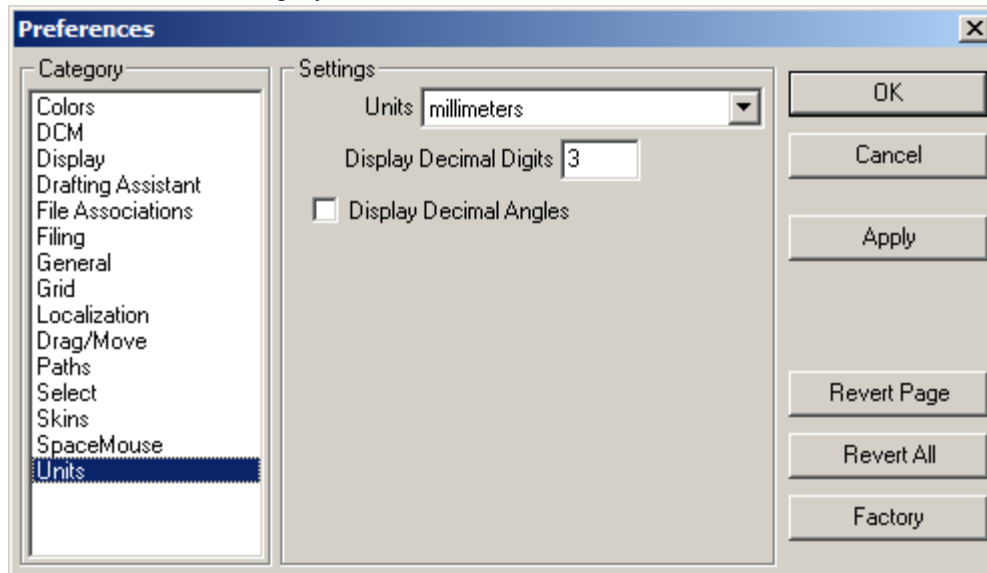 Preferences
Category
Colors
DCM
Display
Drafting Assistant
File Associations
Filing
General
Grid
Localization
Drag/Move
Paths
Select
Skins
SpaceMouse
Units
Settings
Units millimeters
Display Decimal Digits 3
Display Decimal Angles
OK
Cancel
Apply
Revert Page
Revert All
Factory